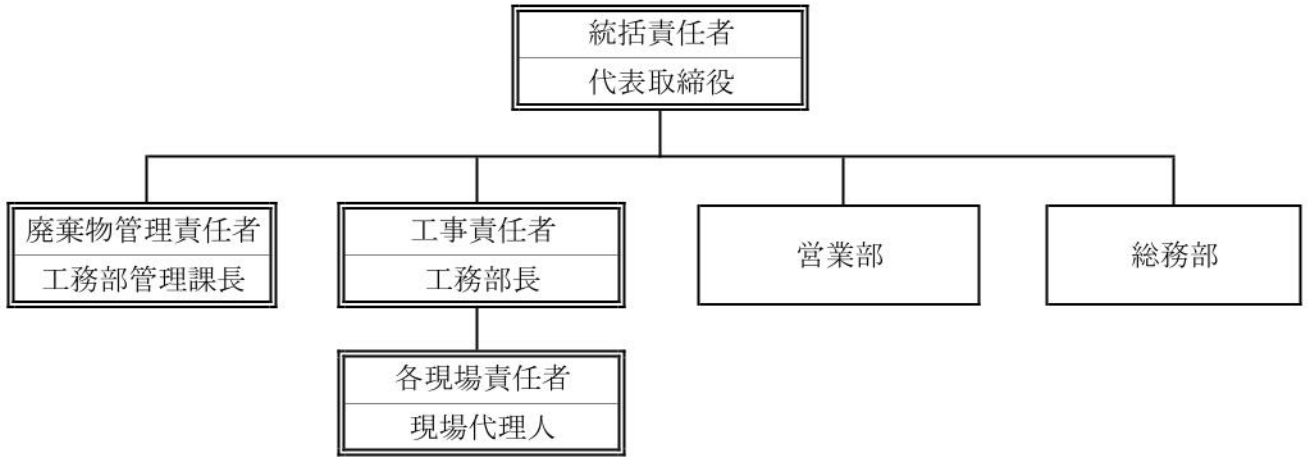 統括責任者
代表取締役
廃棄物管理責任者
工務部管理課長
工事責任者
工務部長
営業部
総務部
各現場責任者
現場代理人